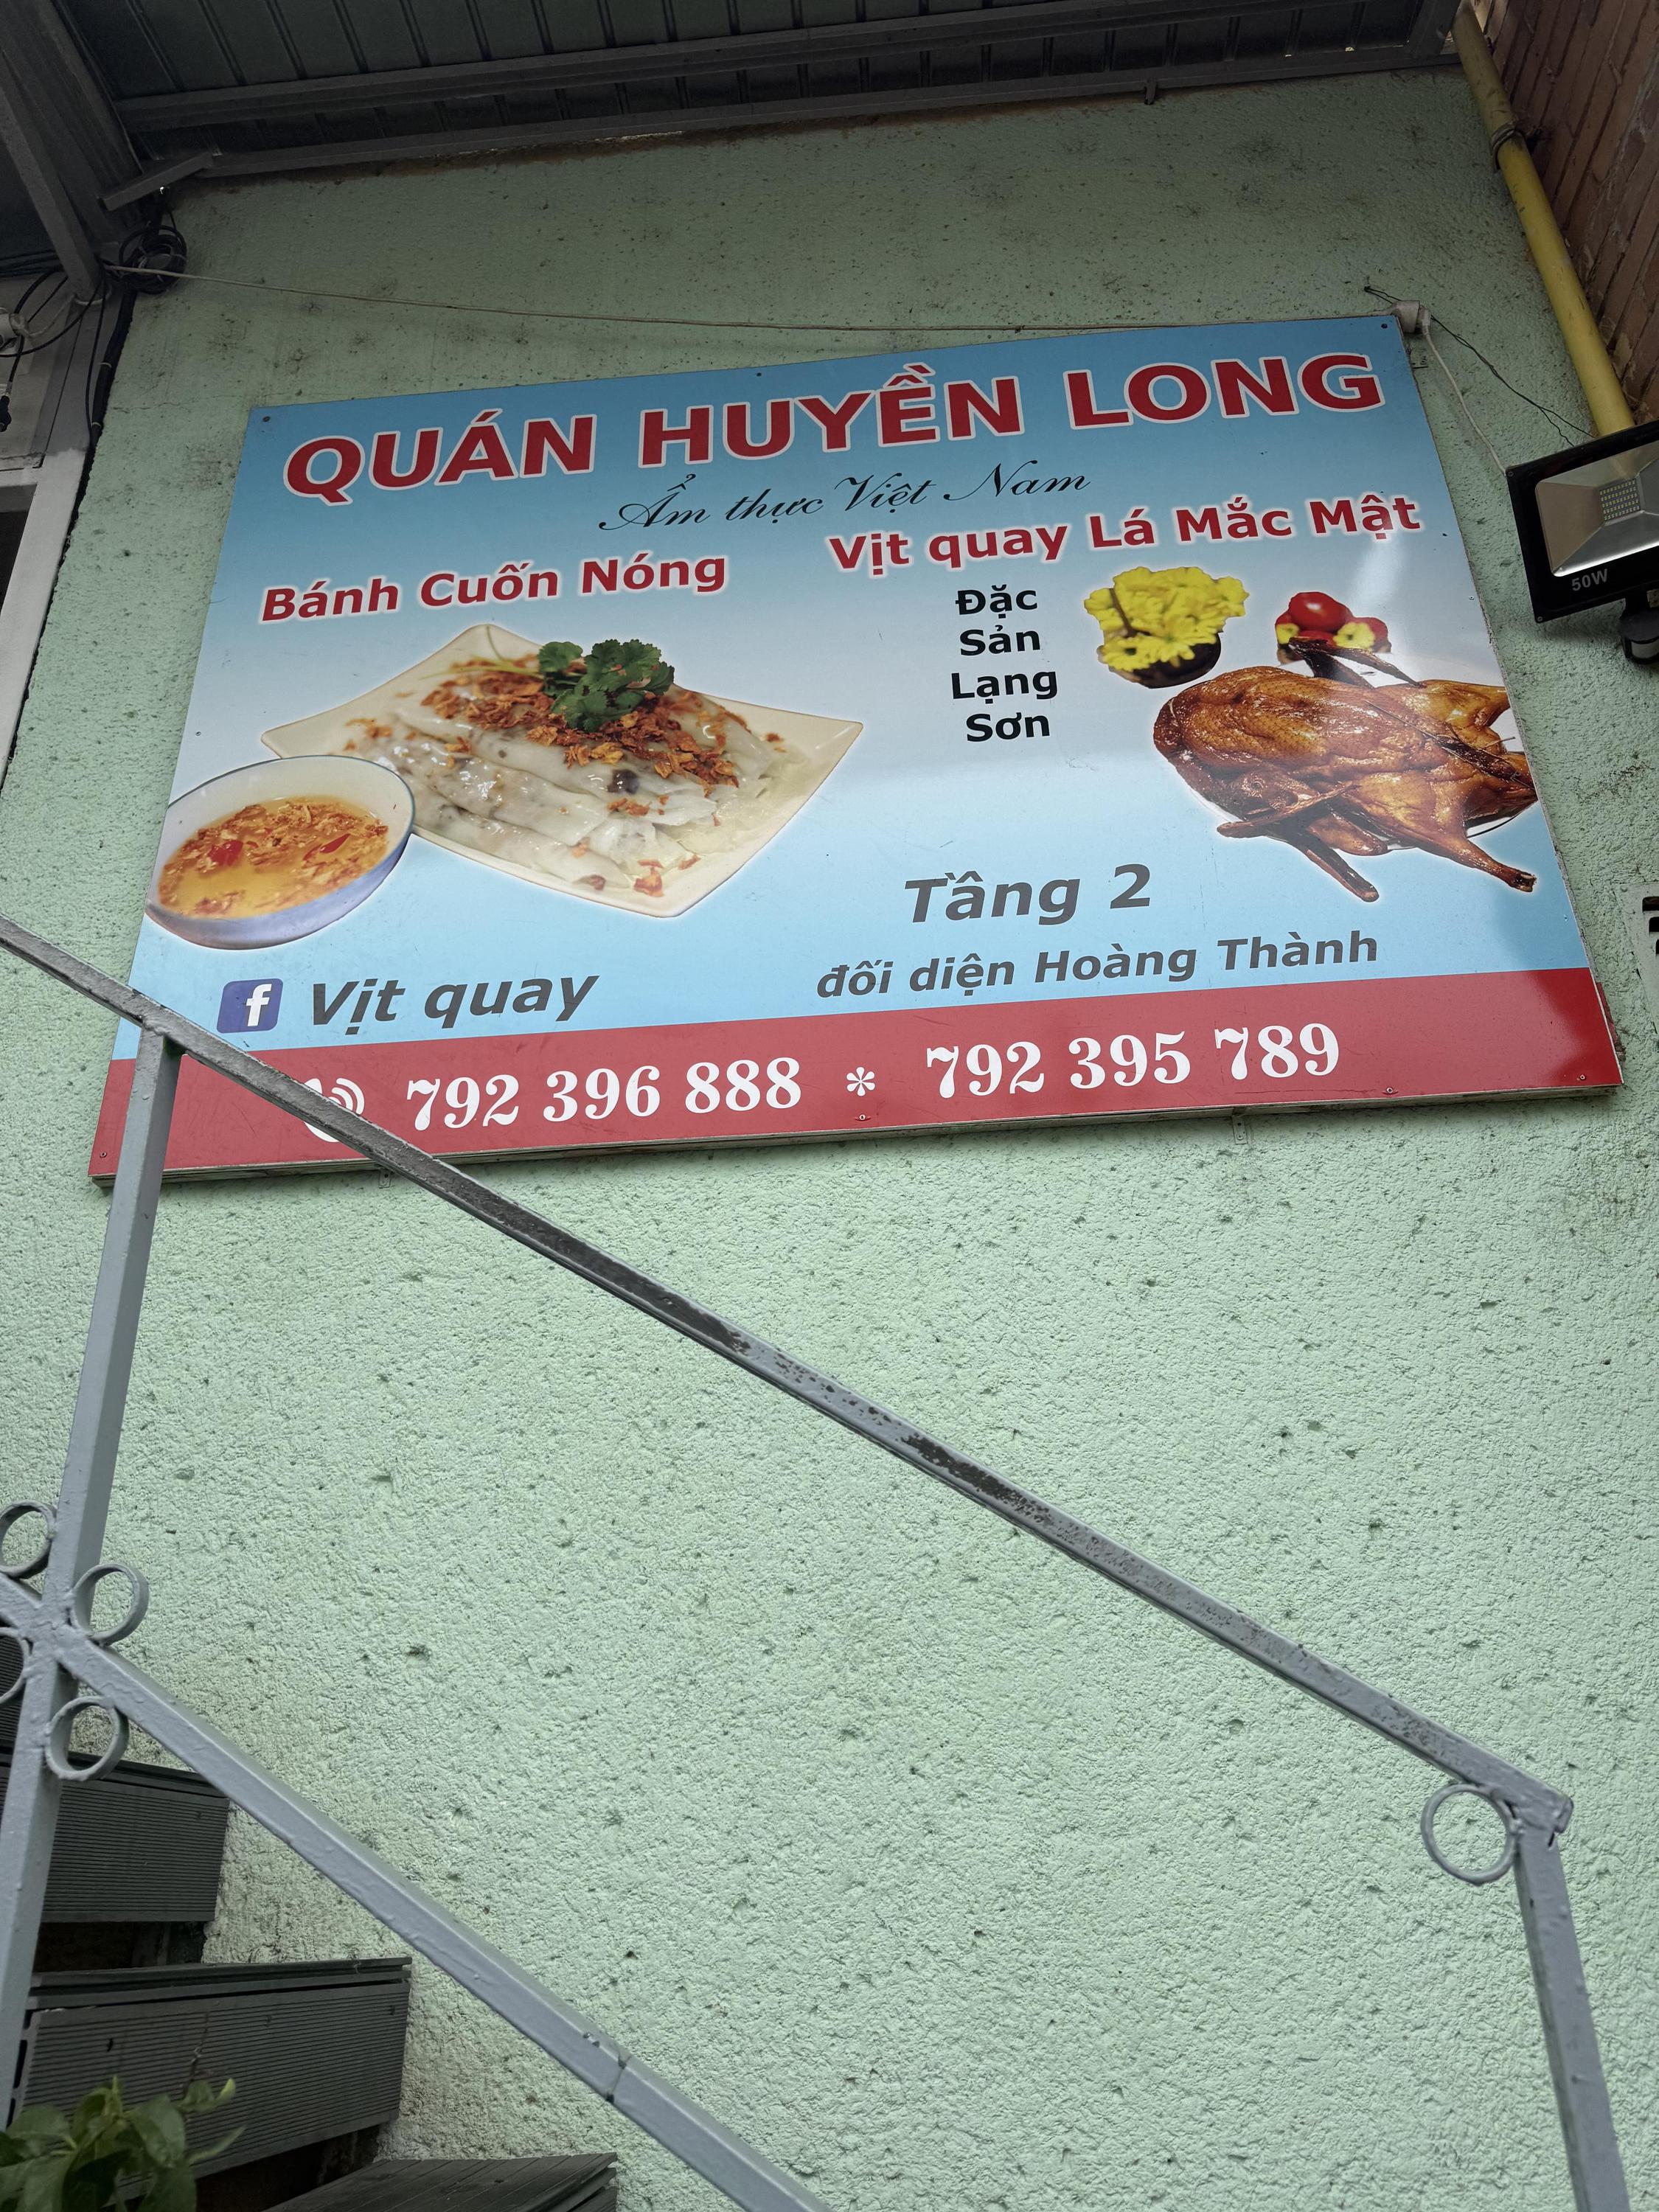 QUÁN HUYỀN LONG
Ẩm thực Việt Nam
Bánh Cuốn Nóng
Vịt quay Lá Mắc Mật
Đặc
Sản
Lạng
Sơn
Tầng 2
đối diện Hoàng Thành
f Vịt quay
792 396 888 * 792 395 789
50W